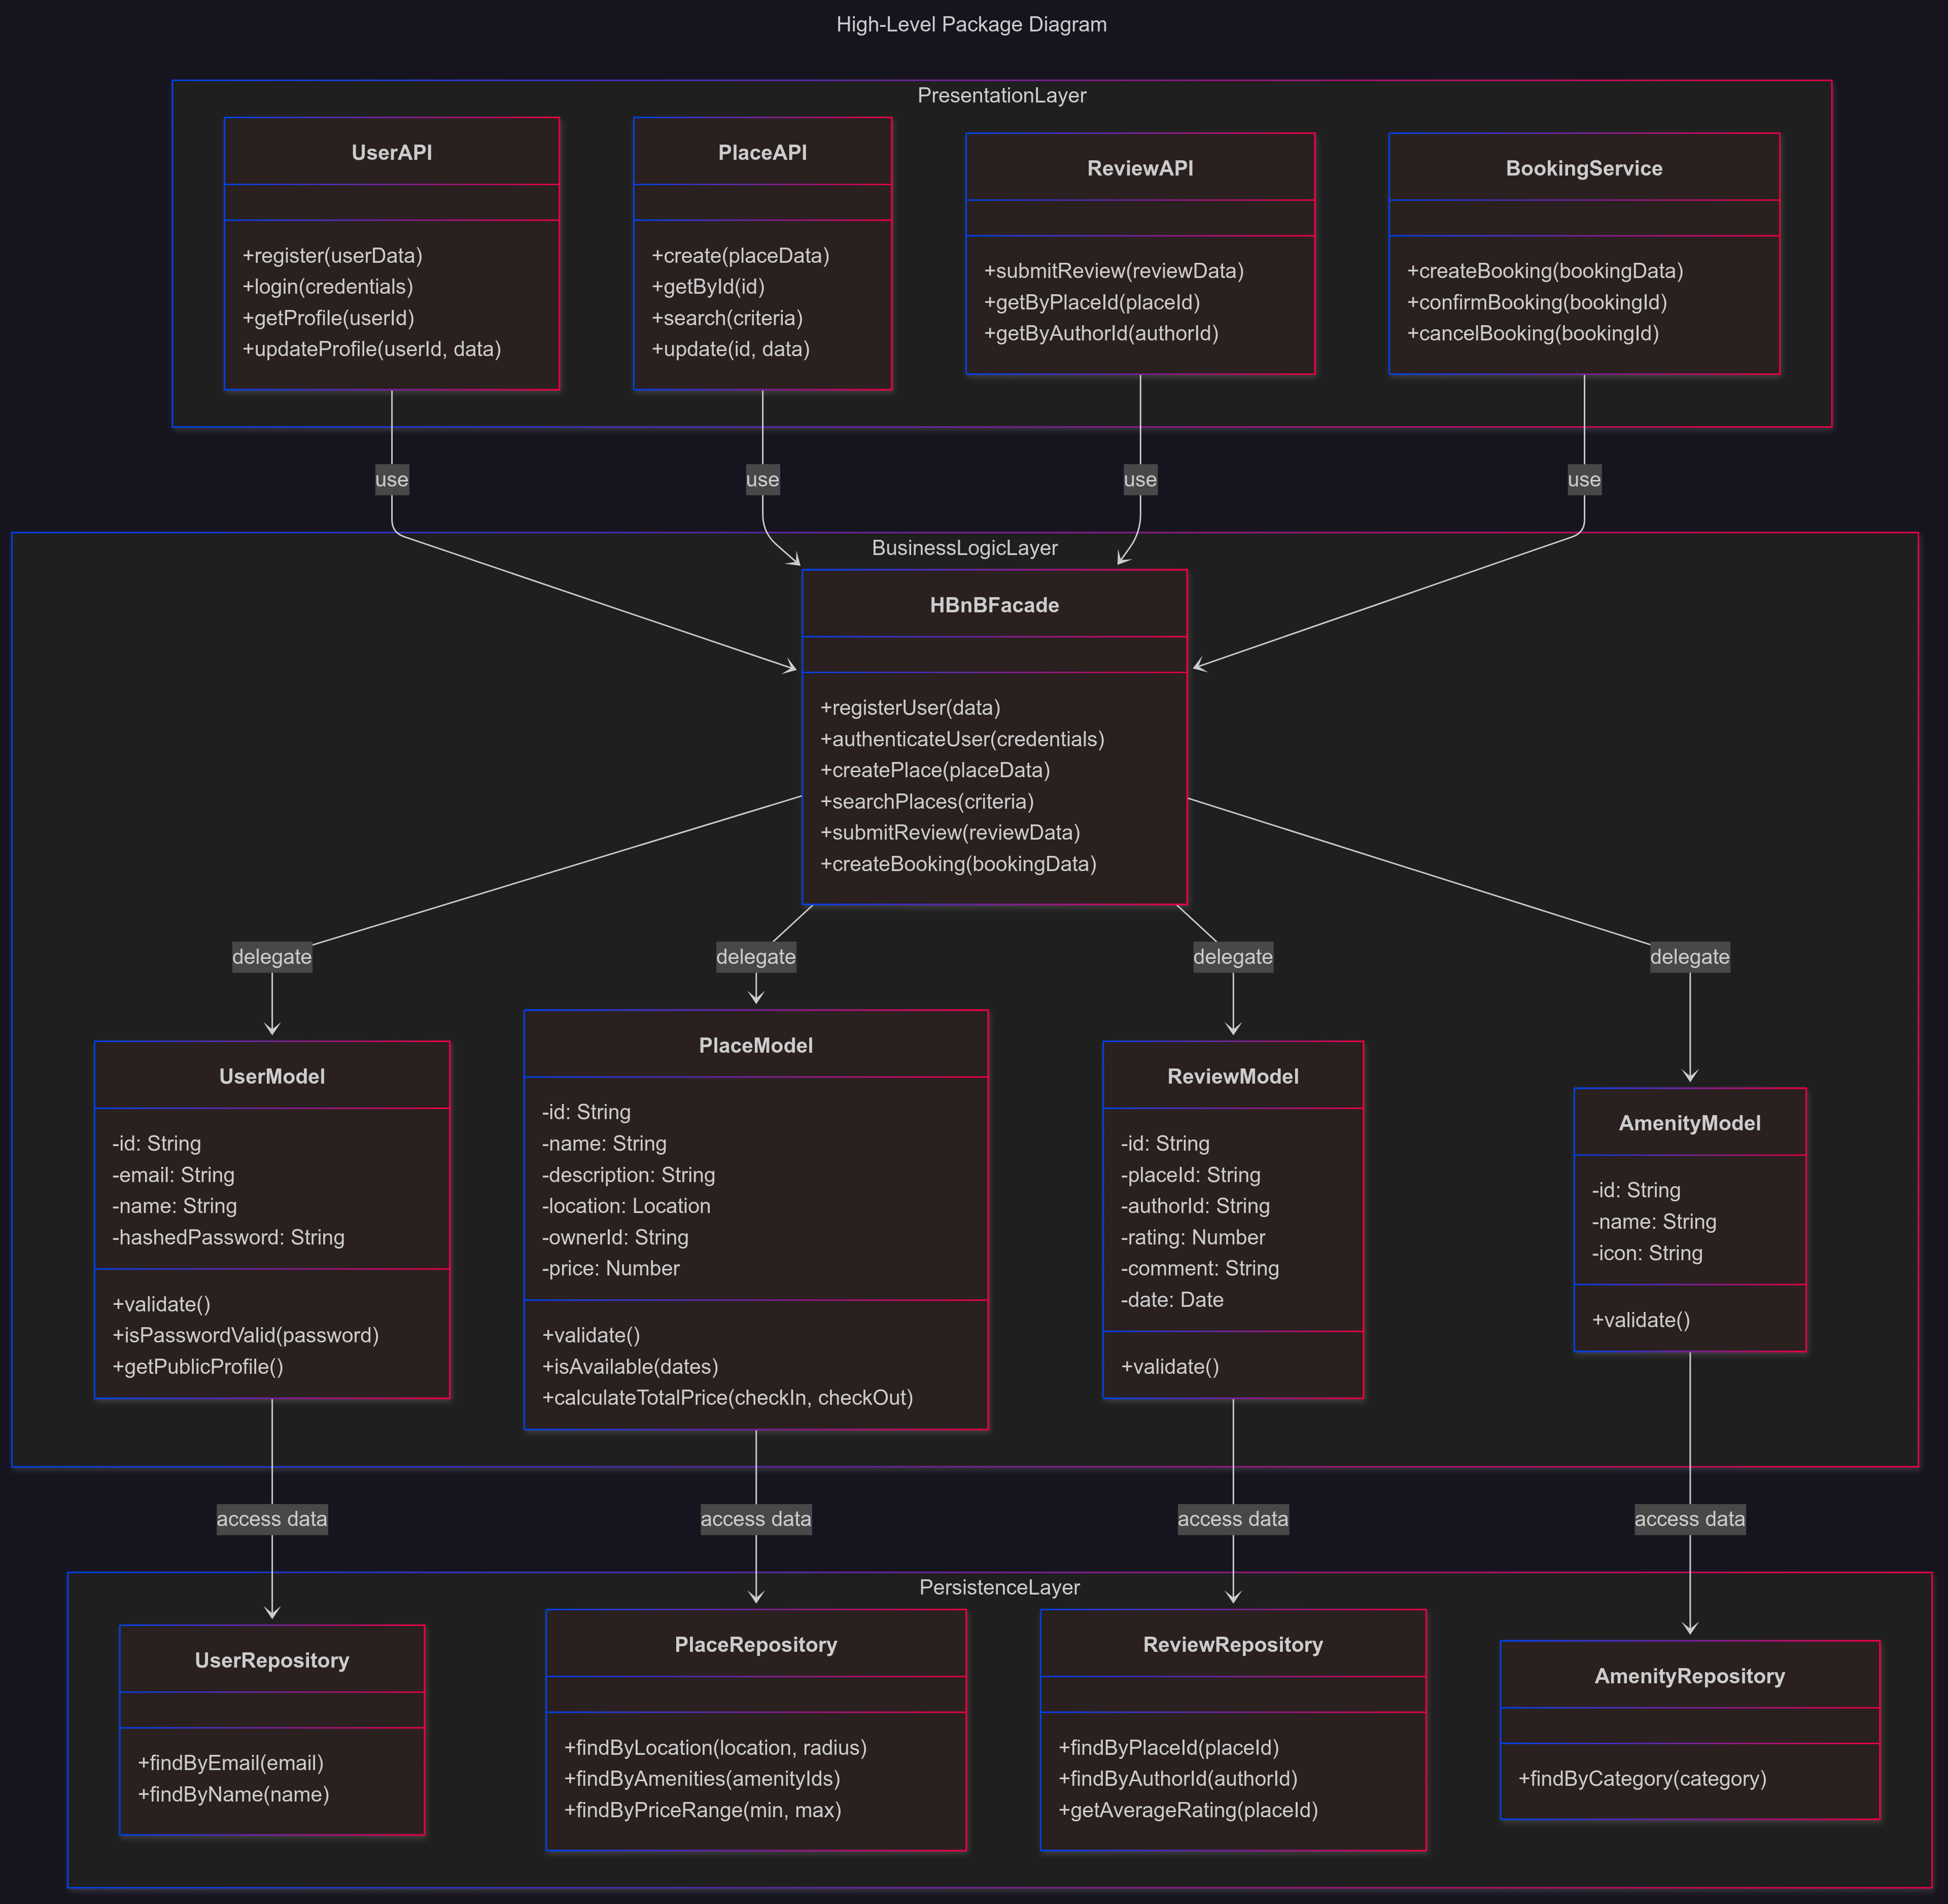 High-Level Package Diagram
PresentationLayer
UserAPI
+register(userData)
+login(credentials)
+getProfile(userId)
+updateProfile(userId, data)
PlaceAPI
+create(placeData)
+getById(id)
+search(criteria)
+update(id, data)
ReviewAPI
+submitReview(reviewData)
+getByPlaceId(placeId)
+getByAuthorId(authorId)
BookingService
+createBooking(bookingData)
+confirmBooking(bookingId)
+cancelBooking(bookingId)
use
use
use
use
BusinessLogicLayer
HBnBFacade
+registerUser(data)
+authenticateUser(credentials)
+createPlace(placeData)
+searchPlaces(criteria)
+submitReview(reviewData)
+createBooking(bookingData)
delegate
delegate
delegate
delegate
UserModel
-id: String
-email: String
-name: String
-hashedPassword: String
+validate()
+isPasswordValid(password)
+getPublicProfile()
PlaceModel
-id: String
-name: String
-description: String
-location: Location
-ownerId: String
-price: Number
+validate()
+isAvailable(dates)
+calculateTotalPrice(checkIn, checkOut)
ReviewModel
-id: String
-placeId: String
-authorId: String
-rating: Number
-comment: String
-date: Date
+validate()
AmenityModel
-id: String
-name: String
-icon: String
+validate()
access data
access data
access data
access data
PersistenceLayer
UserRepository
+findByEmail(email)
+findByName(name)
PlaceRepository
+findByLocation(location, radius)
+findByAmenities(amenityIds)
+findByPriceRange(min, max)
ReviewRepository
+findByPlaceId(placeId)
+findByAuthorId(authorId)
+getAverageRating(placeId)
AmenityRepository
+findByCategory(category)